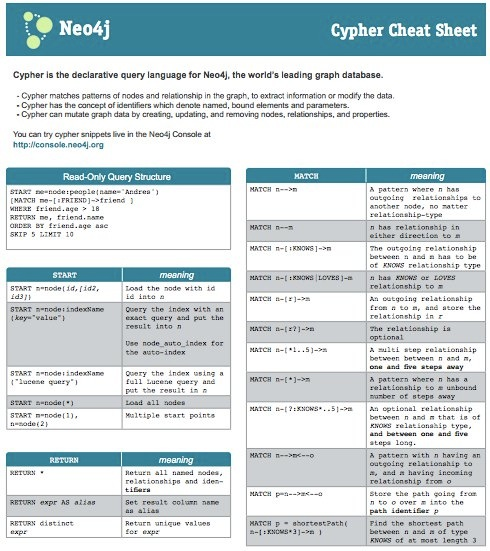 Neo4j
Cypher Cheat Sheet
Cypher is the declarative query language for Neo4j, the world's leading graph database.
- Cypher matches patterns of nodes and relationship in the graph, to extract information or modify the data.
- Cypher has the concept of identifiers which denote named, bound elements and parameters.
- Cypher can mutate graph data by creating, updating, and removing nodes, relationships, and properties.
You can try cypher snippets live in the Neo4j Console at
http://console.neo4j.org
Read-Only Query Structure
START me=node:people(name='Andres')
[MATCH me-[:FRIEND]->friend ]
WHERE friend.age > 18
RETURN me, friend.name
ORDER BY friend.age asc
SKIP 5 LIMIT 10
START
meaning
START n=node(id,[id2,
id3])
Load the node with id
id into n
START n=node:indexName
(key="value")
Query the index with an
exact query and put the
result into n
Use node_auto_index for
the auto-index
START n=node:indexName
("lucene query")
Query the index using a
full Lucene query and
put the result in n
START n=node(*)
Load all nodes
START m=node(1),
n=node(2)
Multiple start points
RETURN
meaning
RETURN *
Return all named nodes,
relationships and iden-
tifiers
RETURN expr AS alias
Set result column name
as alias
RETURN distinct
expr
Return unique values
for expr
MATCH
meaning
MATCH n-->m
A pattern where n has
outgoing relationships to
another node, no matter
relationship-type
MATCH n--m
n has relationship in
either direction to m
MATCH n-[:KNOWS]->m
The outgoing relationship
between n and m has to be
of KNOWS relationship type
MATCH n-[:KNOWS|LOVES]-m
n has KNOWS or LOVES
relationship to m
MATCH n-[r]->m
An outgoing relationship
from n to m, and store the
relationship in r
MATCH n-[r?]->m
The relationship is
optional
MATCH n-[*1..5]->m
A multi step relationship
between between n and m,
one and five steps away
MATCH n-[*]->m
A pattern where n has a
relationship to m unbound
number of steps away
MATCH n-[?:KNOWS*..5]->m
An optional relationship
between n and m that is of
KNOWS relationship type,
and between one and five
steps long.
MATCH n-->m<--o
A pattern with n having an
outgoing relationship to
m, and m having incoming
relationship from o
MATCH p=n-->m<--o
Store the path going from
n to o over m into the
path identifier p
MATCH p = shortestPath(
n-[:KNOWS*3]->n )
Find the shortest path
between n and m of type
KNOWS of at most length 3